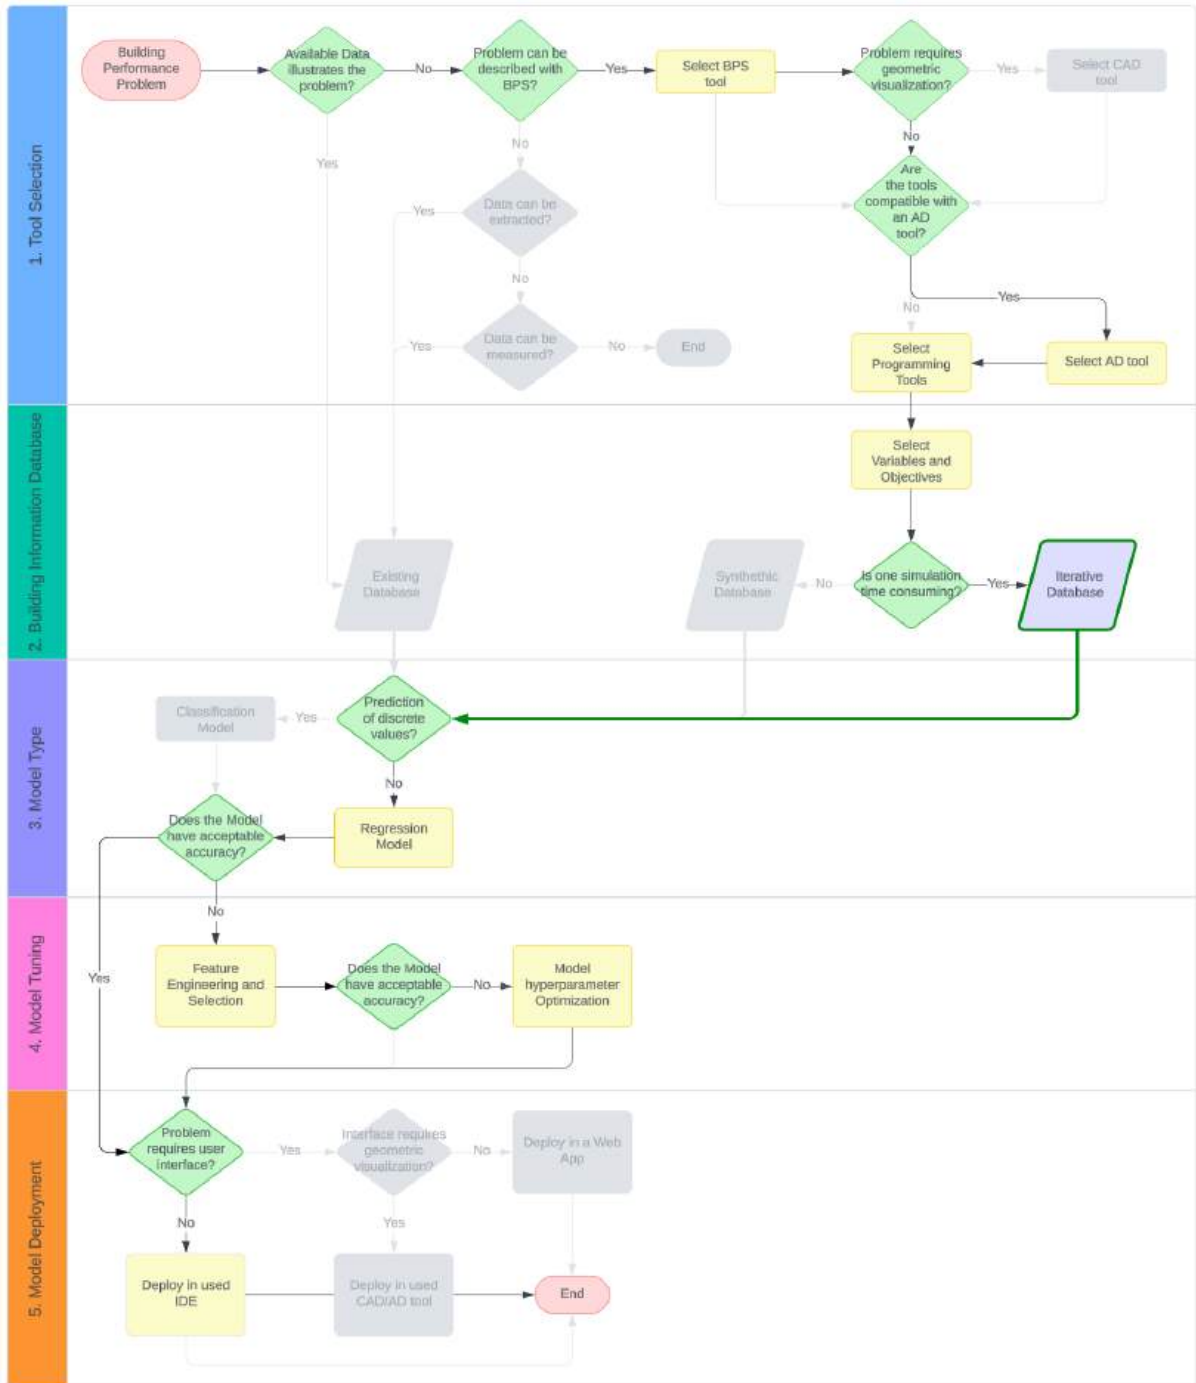 1. Tool Selection
Building
Performance
Problem
Available Data
illustrates the
problem?
No
Problem can be
described with
BPS?
Yes
Select BPS
tool
Problem requires
geometric
visualization?
Yes
Select CAD
tool
Yes
No
No
Data can be
extracted?
Yes
Are
the tools
compatible with
an AD
tool?
No
Yes
No
Data can be
measured?
Yes
No
End
Select
Programming
Tools
Select AD tool
2. Building Information Database
Select
Variables and
Objectives
Existing
Database
Synthethic
Database
No
Is one simulation
time consuming?
Yes
Iterative
Database
3. Model Type
Classification
Model
Yes
Prediction
of discrete
values?
No
Does the Model
have acceptable
accuracy?
Regression
Model
No
4. Model Tuning
Yes
Feature
Engineering and
Selection
Does the Model
have acceptable
accuracy?
No
Model
hyperparameter
Optimization
5. Model Deployment
Problem
requires user
interface?
Yes
Interface requires
geometric
visualization?
No
Deploy in a Web
App
No
Yes
Deploy in used
IDE
Deploy in used
CAD/AD tool
End